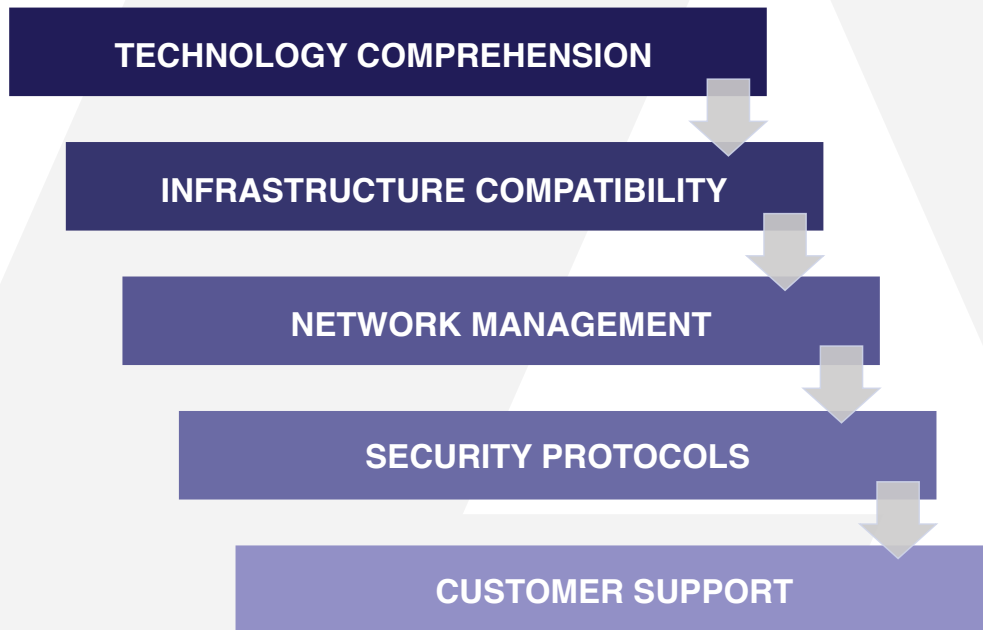 TECHNOLOGY COMPREHENSION
INFRASTRUCTURE COMPATIBILITY
NETWORK MANAGEMENT
SECURITY PROTOCOLS
CUSTOMER SUPPORT